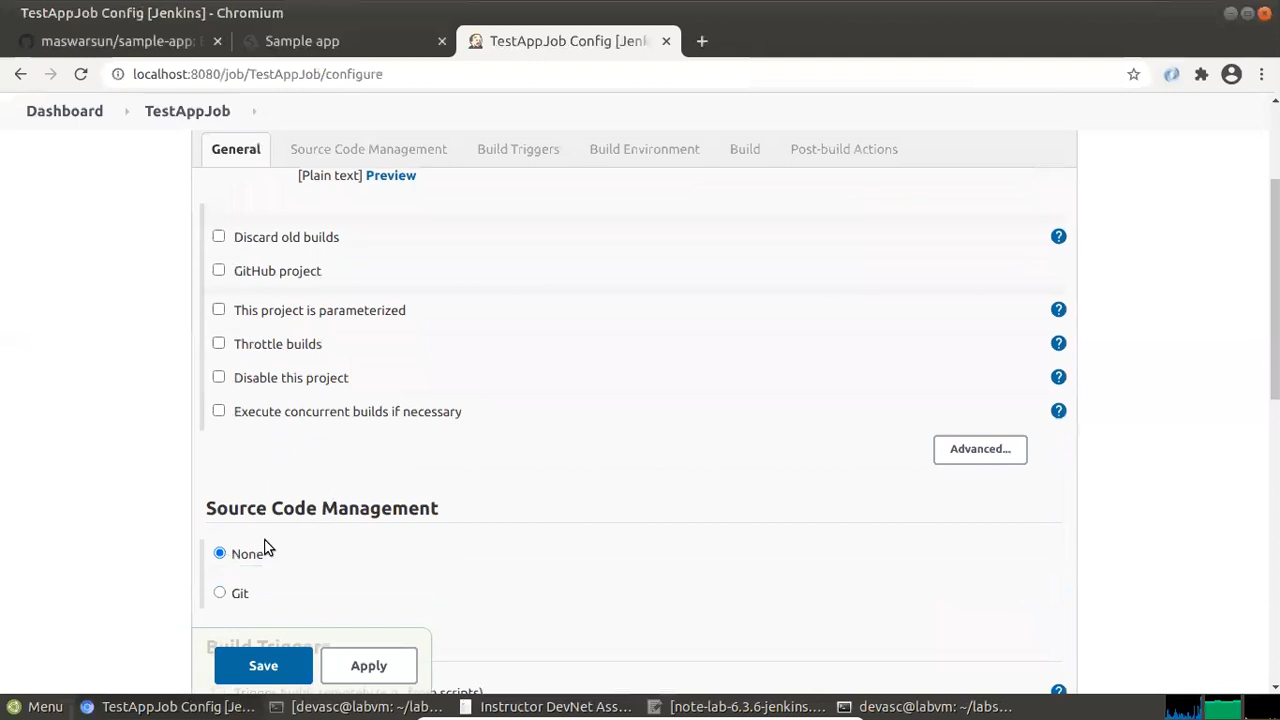 TestAppJob Config [Jenkins] - Chromium
maswarsun/sample-app:
Sample app
TestAppJob Config [Jenk
localhost:8080/job/TestAppJob/configure
Dashboard TestAppJob
General Source Code Management Build Triggers Build Environment Build Post-build Actions
[Plain text] Preview
Discard old builds ?
GitHub project
This project is parameterized ?
Throttle builds ?
Disable this project ?
Execute concurrent builds if necessary ?
Advanced...
Source Code Management
None
Git
Build Triggers
Save Apply
scripts) ?
Menu TestAppJob Config [Je... [devasc@labvm: ~/lab... Instructor DevNet Ass... [note-lab-6.3.6-jenkins.... devasc@labvm: ~/labs...